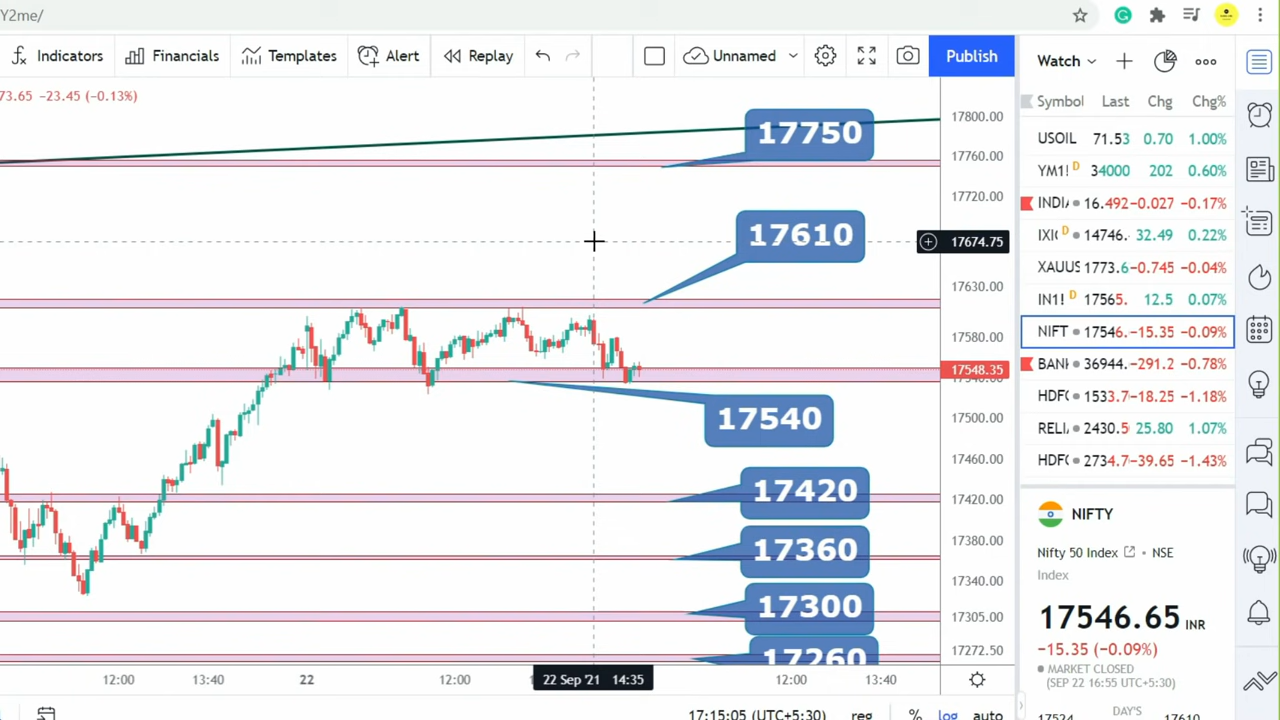 Y2me/
Indicators Financials Templates Alert Replay Unnamed Publish
73.65 −23.45 (−0.13%)
17750
17610
17540
17420
17360
17300
17260
17800.00
17760.00
17720.00
17674.75
17630.00
17580.00
17548.35
17540.00
17500.00
17460.00
17420.00
17380.00
17340.00
17305.00
17272.50
12:00 13:40 22 12:00 22 Sep '21 14:35 12:00 13:40
17:15:05 (UTC+5:30) reg % log auto
Watch
Symbol Last Chg Chg%
USOIL 71.53 0.70 1.00%
YM1! D 34000 202 0.60%
INDI 16.492 −0.027 −0.17%
IXIC D 14746. 32.49 0.22%
XAUUS 1773.6 −0.745 −0.04%
IN1! D 17565. 12.5 0.07%
NIFT 17546. −15.35 −0.09%
BANK 36944. −291.2 −0.78%
HDFC 1533.7 −18.25 −1.18%
RELI 2430.5 25.80 1.07%
HDFC 2734.7 −39.65 −1.43%
NIFTY
Nifty 50 Index • NSE
Index
17546.65 INR
−15.35 (−0.09%)
MARKET CLOSED
(SEP 22 16:55 UTC+5:30)
DAY'S
17524 17610